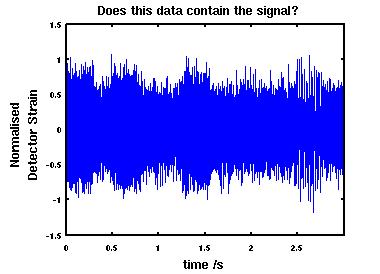 Does this data contain the signal?
1.5
1
0.5
0
-0.5
-1
-1.5
Normalised
Detector Strain
0 0.5 1 1.5 2 2.5
time /s